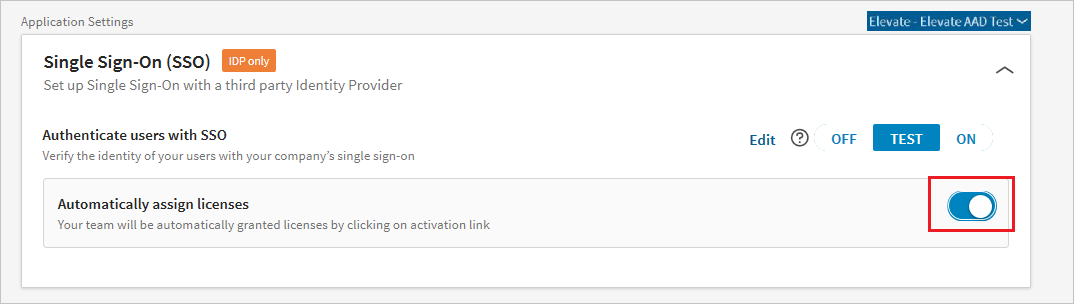 Application Settings
Elevate - Elevate AAD Test
Single Sign-On (SSO) IDP only
Set up Single Sign-On with a third party Identity Provider
Authenticate users with SSO
Verify the identity of your users with your company's single sign-on
Edit ? OFF TEST ON
Automatically assign licenses
Your team will be automatically granted licenses by clicking on activation link